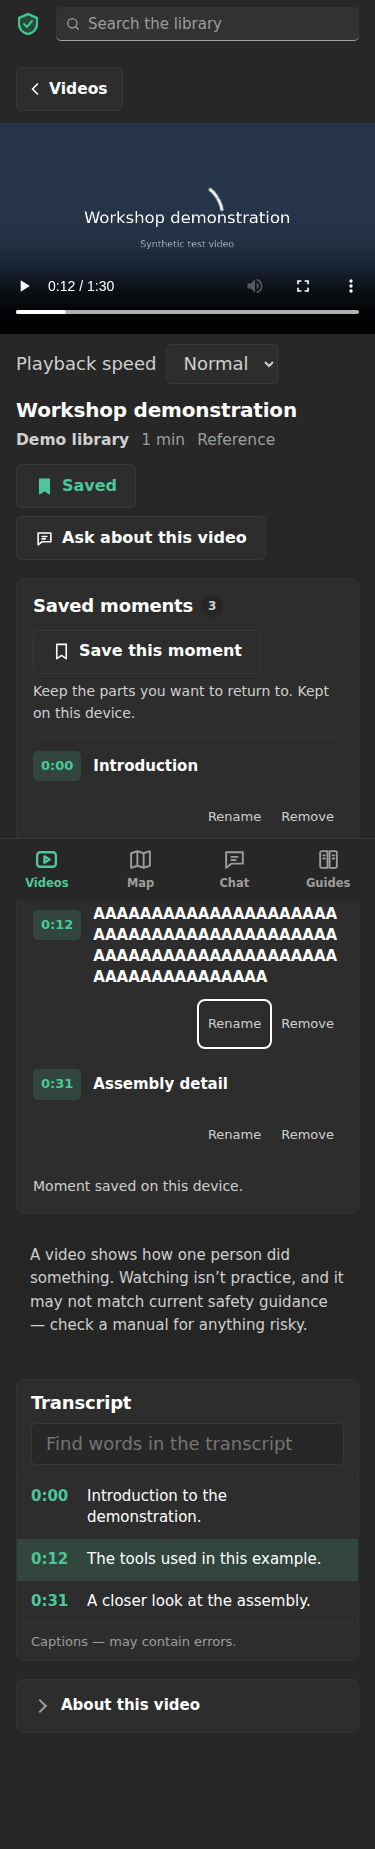 Search the library
Videos
Workshop demonstration
Synthetic test video
0:12 / 1:30
Playback speed Normal
Workshop demonstration
Demo library 1 min Reference
Saved
Ask about this video
Saved moments 3
Save this moment
Keep the parts you want to return to. Kept
on this device.
0:00 Introduction
Rename Remove
Videos Map Chat Guides
AAAAAAAAAAAAAAAAAAAAA
0:12 AAAAAAAAAAAAAAAAAAAAA
AAAAAAAAAAAAAAAAAAAAA
AAAAAAAAAAAAAAA
Rename Remove
0:31 Assembly detail
Rename Remove
Moment saved on this device.
A video shows how one person did
something. Watching isn’t practice, and it
may not match current safety guidance
— check a manual for anything risky.
Transcript
Find words in the transcript
0:00 Introduction to the
demonstration.
0:12 The tools used in this example.
0:31 A closer look at the assembly.
Captions — may contain errors.
About this video